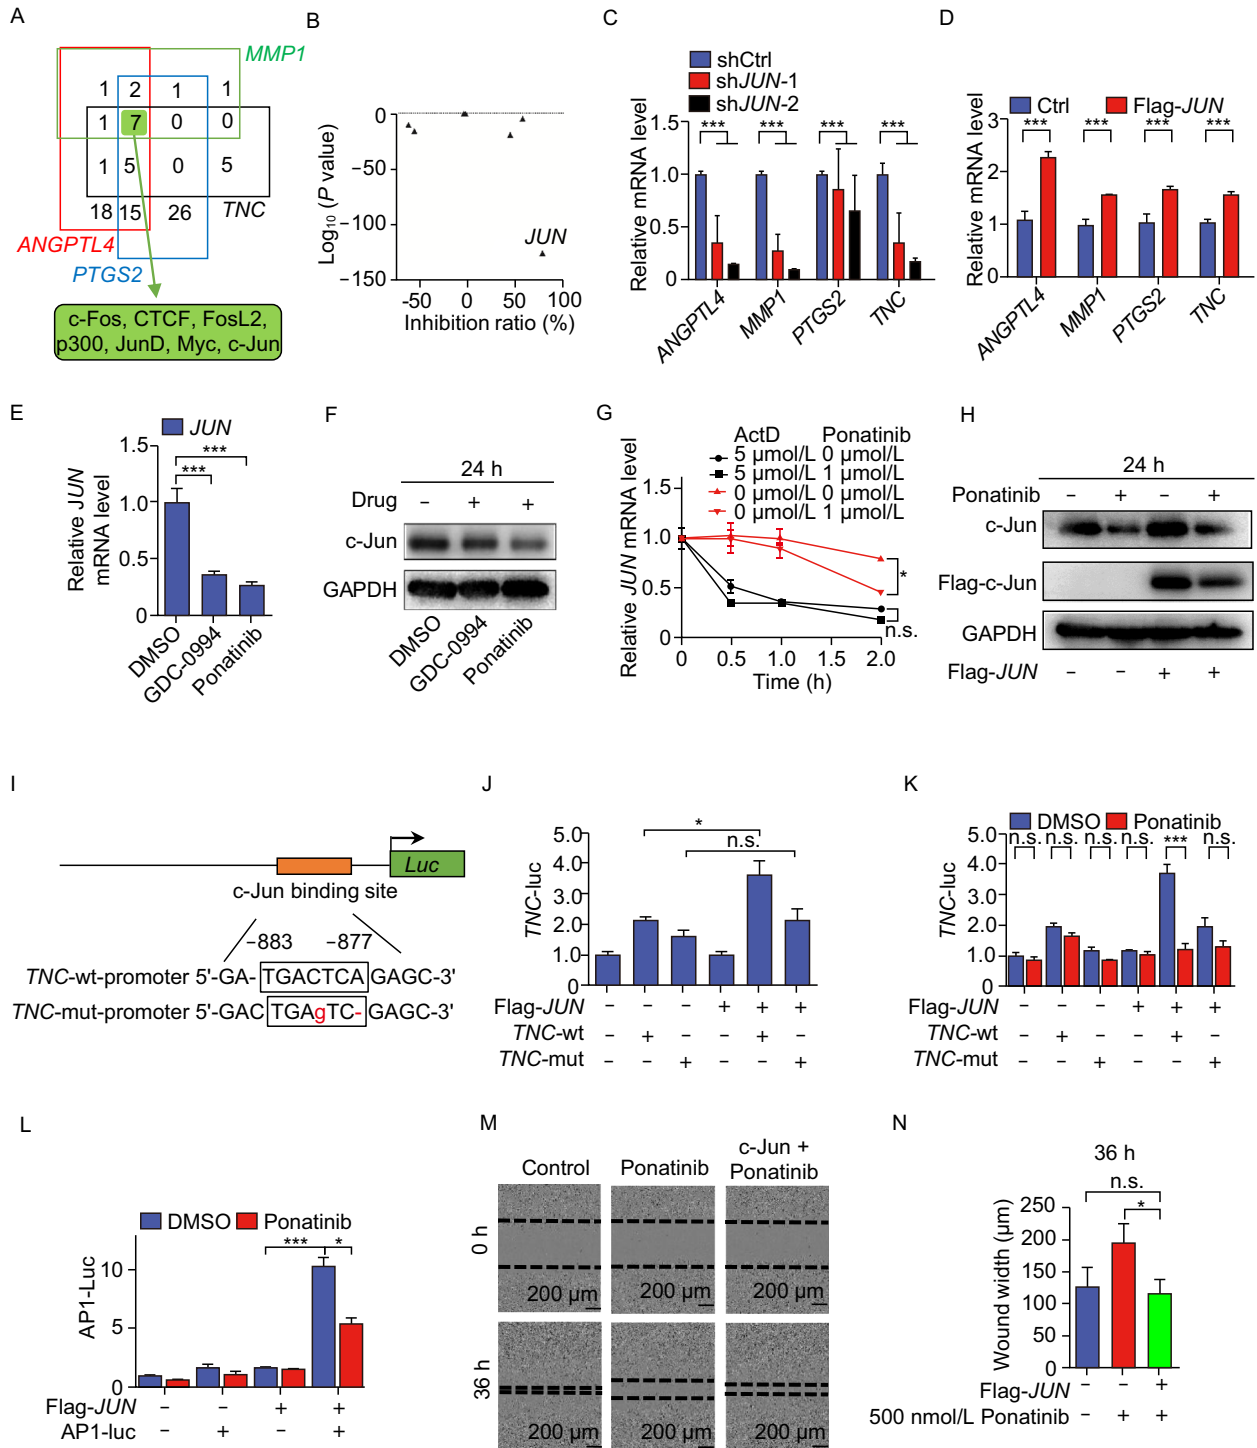 A
MMP1
1 2 1 1
1 7 0 0
1 5 0 5
18 15 26 TNC
ANGPTL4
PTGS2
c-Fos, CTCF, FosL2,
p300, JunD, Myc, c-Jun
B
Log₁₀ (P value)
0
−50
−100
−150
JUN
−50 0 50 100
Inhibition ratio (%)
C
shCtrl
shJUN-1
shJUN-2
Relative mRNA level
1.5
1.0
0.5
0
*** *** *** ***
ANGPTL4 MMP1 PTGS2 TNC
D
Ctrl Flag-JUN
Relative mRNA level
3
2
1
0
*** *** *** ***
ANGPTL4 MMP1 PTGS2 TNC
E
JUN
Relative JUN
mRNA level
1.5
1.0
0.5
0
***
***
DMSO GDC-0994 Ponatinib
F
24 h
Drug − + +
c-Jun
GAPDH
DMSO GDC-0994 Ponatinib
G
ActD Ponatinib
5 µmol/L 0 µmol/L
5 µmol/L 1 µmol/L
0 µmol/L 0 µmol/L
0 µmol/L 1 µmol/L
Relative JUN mRNA level
1.5
1.0
0.5
0
*
n.s.
0 0.5 1.0 1.5 2.0
Time (h)
H
24 h
Ponatinib − + − +
c-Jun
Flag-c-Jun
GAPDH
Flag-JUN − − + +
I
Luc
c-Jun binding site
−883 −877
TNC-wt-promoter 5'-GA- TGACTCA GAGC-3'
TNC-mut-promoter 5'-GAC TGAgTC- GAGC-3'
J
TNC-luc
5.0
4.0
3.0
2.0
1.0
0
*
n.s.
Flag-JUN − − − + + +
TNC-wt − + − − + −
TNC-mut − − + − − +
K
DMSO Ponatinib
TNC-luc
5.0
4.0
3.0
2.0
1.0
0
n.s. n.s. n.s. n.s. *** n.s.
Flag-JUN − − − + + +
TNC-wt − + − − + −
TNC-mut − − + − − +
L
DMSO Ponatinib
AP1-Luc
10
5
0
*** *
Flag-JUN − − + +
AP1-luc − + − +
M
Control Ponatinib c-Jun +
Ponatinib
0 h
200 µm 200 µm 200 µm
36 h
200 µm 200 µm 200 µm
N
36 h
Wound width (µm)
250
200
150
100
50
0
n.s.
*
Flag-JUN − − +
500 nmol/L Ponatinib − + +